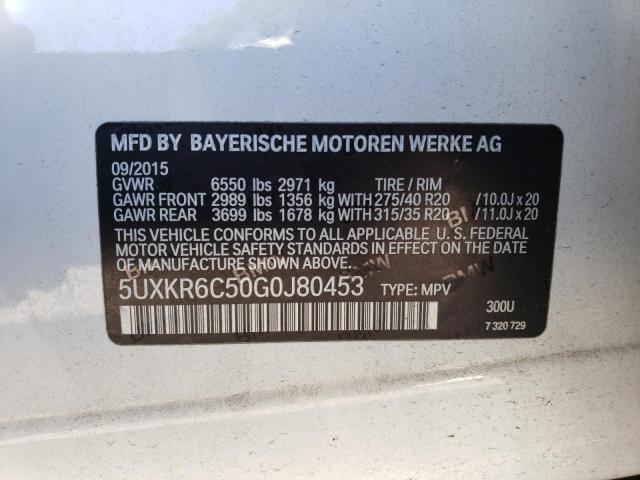 MFD BY BAYERISCHE MOTOREN WERKE AG
09/2015
GVWR 6550 lbs 2971 kg TIRE / RIM
GAWR FRONT 2989 lbs 1356 kg WITH 275/40 R20 /10.0J x 20
GAWR REAR 3699 lbs 1678 kg WITH 315/35 R20 /11.0J x 20
THIS VEHICLE CONFORMS TO ALL APPLICABLE U. S. FEDERAL
MOTOR VEHICLE SAFETY STANDARDS IN EFFECT ON THE DATE
OF MANUFACTURE SHOWN ABOVE.
5UXKR6C50G0J80453 TYPE: MPV
300U
7 320 729